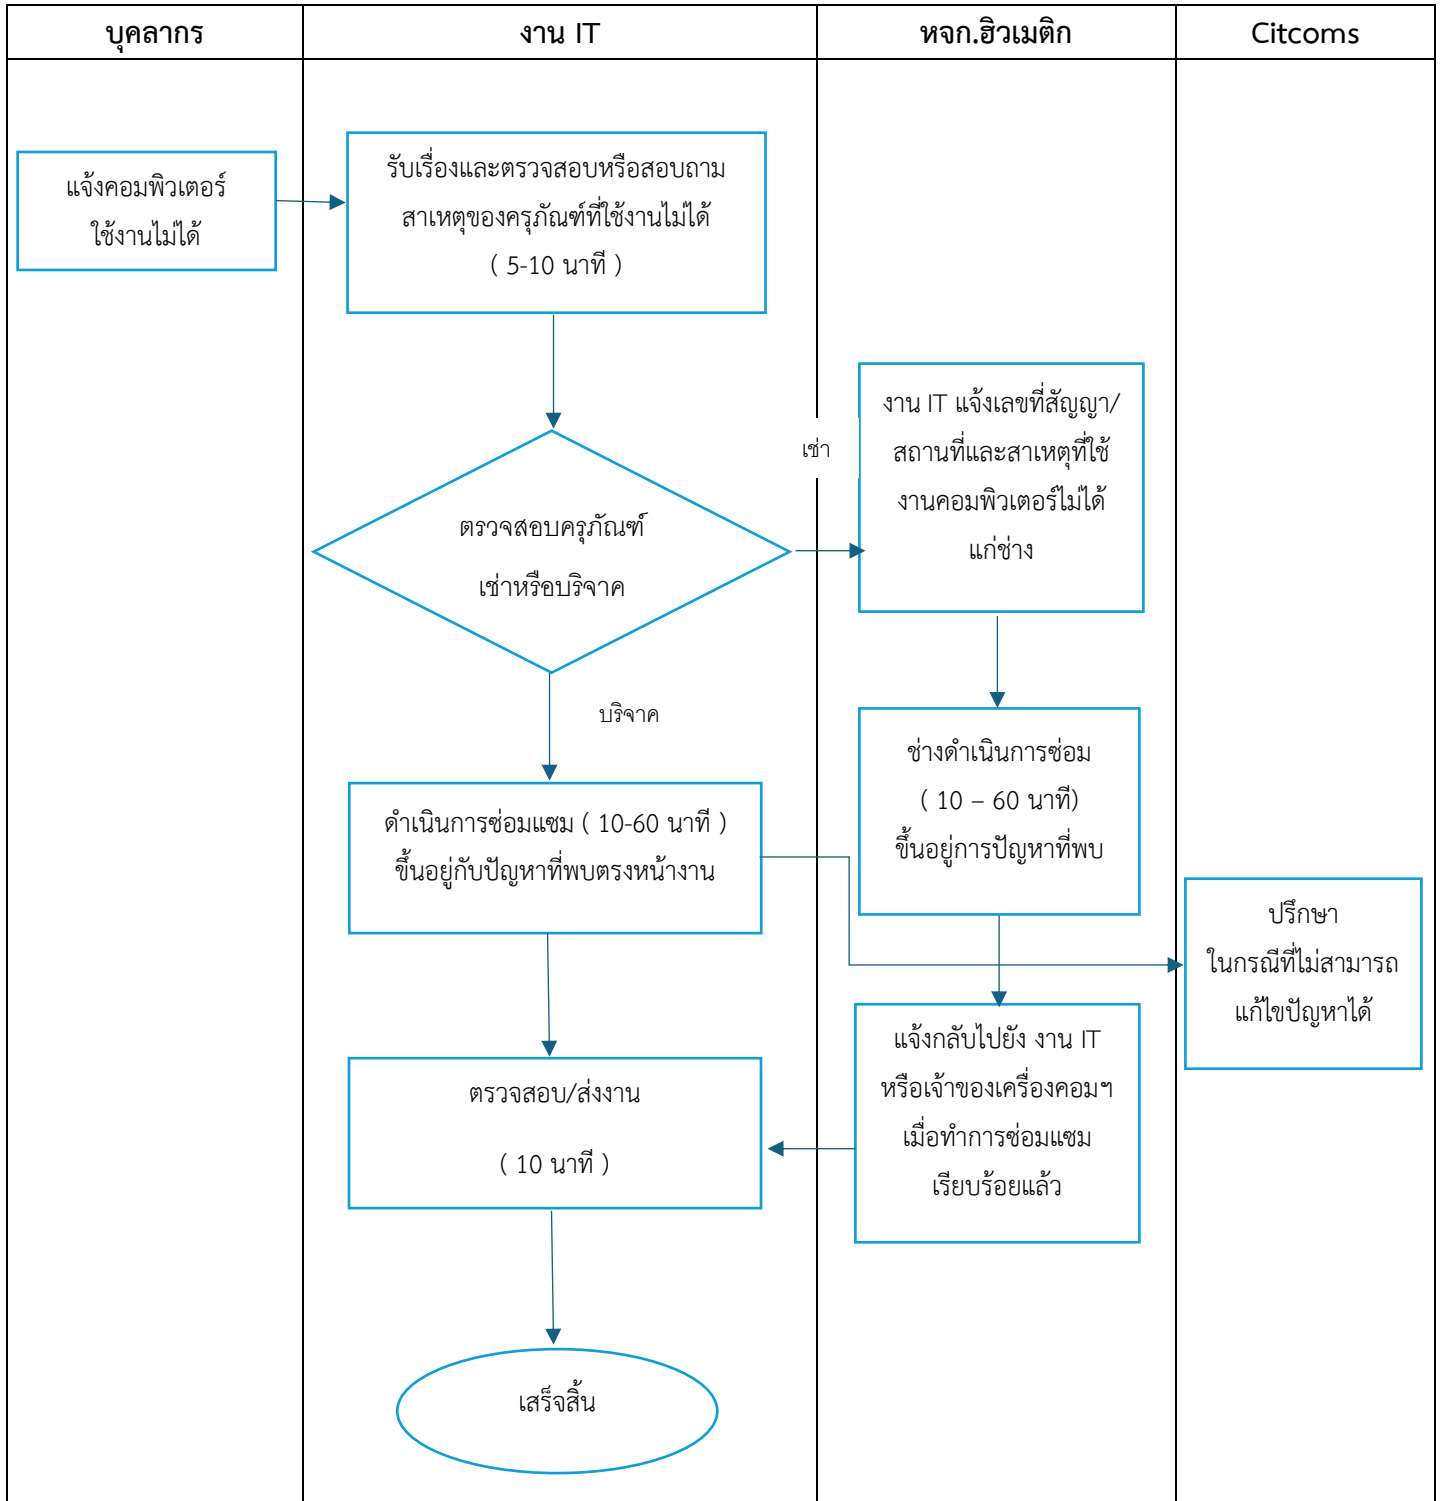 บุคลากร
งาน IT
หจก.ฮิวเมติก
Citcoms
แจ้งคอมพิวเตอร์
ใช้งานไม่ได้
รับเรื่องและตรวจสอบหรือสอบถาม
สาเหตุของครุภัณฑ์ที่ใช้งานไม่ได้
( 5-10 นาที )
ตรวจสอบครุภัณฑ์
เช่าหรือบริจาค
เช่า
งาน IT แจ้งเลขที่สัญญา/
สถานที่และสาเหตุที่ใช้
งานคอมพิวเตอร์ไม่ได้
แก่ช่าง
บริจาค
ช่างดำเนินการซ่อม
( 10 – 60 นาที)
ขึ้นอยู่การปัญหาที่พบ
ดำเนินการซ่อมแซม ( 10-60 นาที )
ขึ้นอยู่กับปัญหาที่พบตรงหน้างาน
ปรึกษา
ในกรณีที่ไม่สามารถ
แก้ไขปัญหาได้
แจ้งกลับไปยัง งาน IT
หรือเจ้าของเครื่องคอมฯ
เมื่อทำการซ่อมแซม
เรียบร้อยแล้ว
ตรวจสอบ/ส่งงาน
( 10 นาที )
เสร็จสิ้น